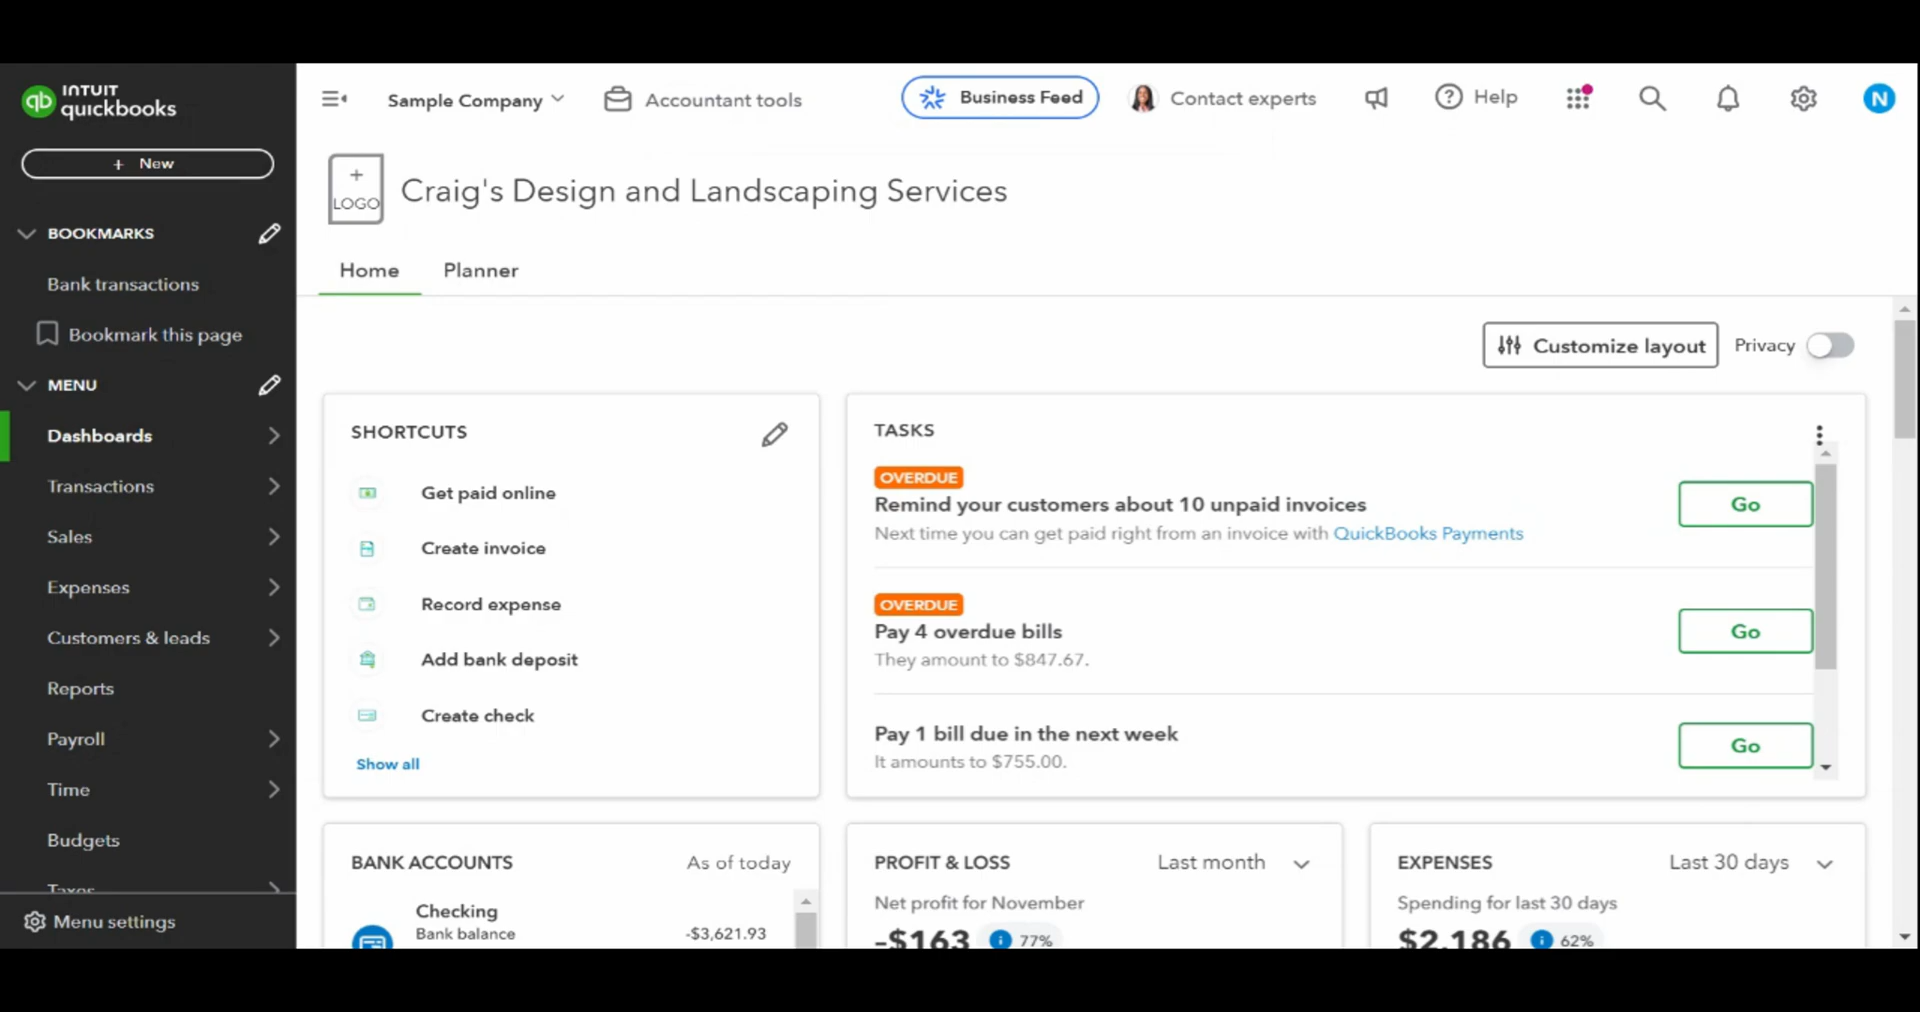 INTUIT
quickbooks
+ New
BOOKMARKS
Bank transactions
Bookmark this page
MENU
Dashboards
Transactions
Sales
Expenses
Customers & leads
Reports
Payroll
Time
Budgets
Taxes
Menu settings
Sample Company
Accountant tools
Business Feed
Contact experts
Help
N
+
LOGO
Craig's Design and Landscaping Services
Home
Planner
Customize layout
Privacy
SHORTCUTS
Get paid online
Create invoice
Record expense
Add bank deposit
Create check
Show all
TASKS
OVERDUE
Remind your customers about 10 unpaid invoices
Next time you can get paid right from an invoice with QuickBooks Payments
Go
OVERDUE
Pay 4 overdue bills
They amount to $847.67.
Go
Pay 1 bill due in the next week
It amounts to $755.00.
Go
BANK ACCOUNTS
As of today
Checking
Bank balance
-$3,621.93
PROFIT & LOSS
Last month
Net profit for November
-$163
77%
EXPENSES
Last 30 days
Spending for last 30 days
$2,186
62%